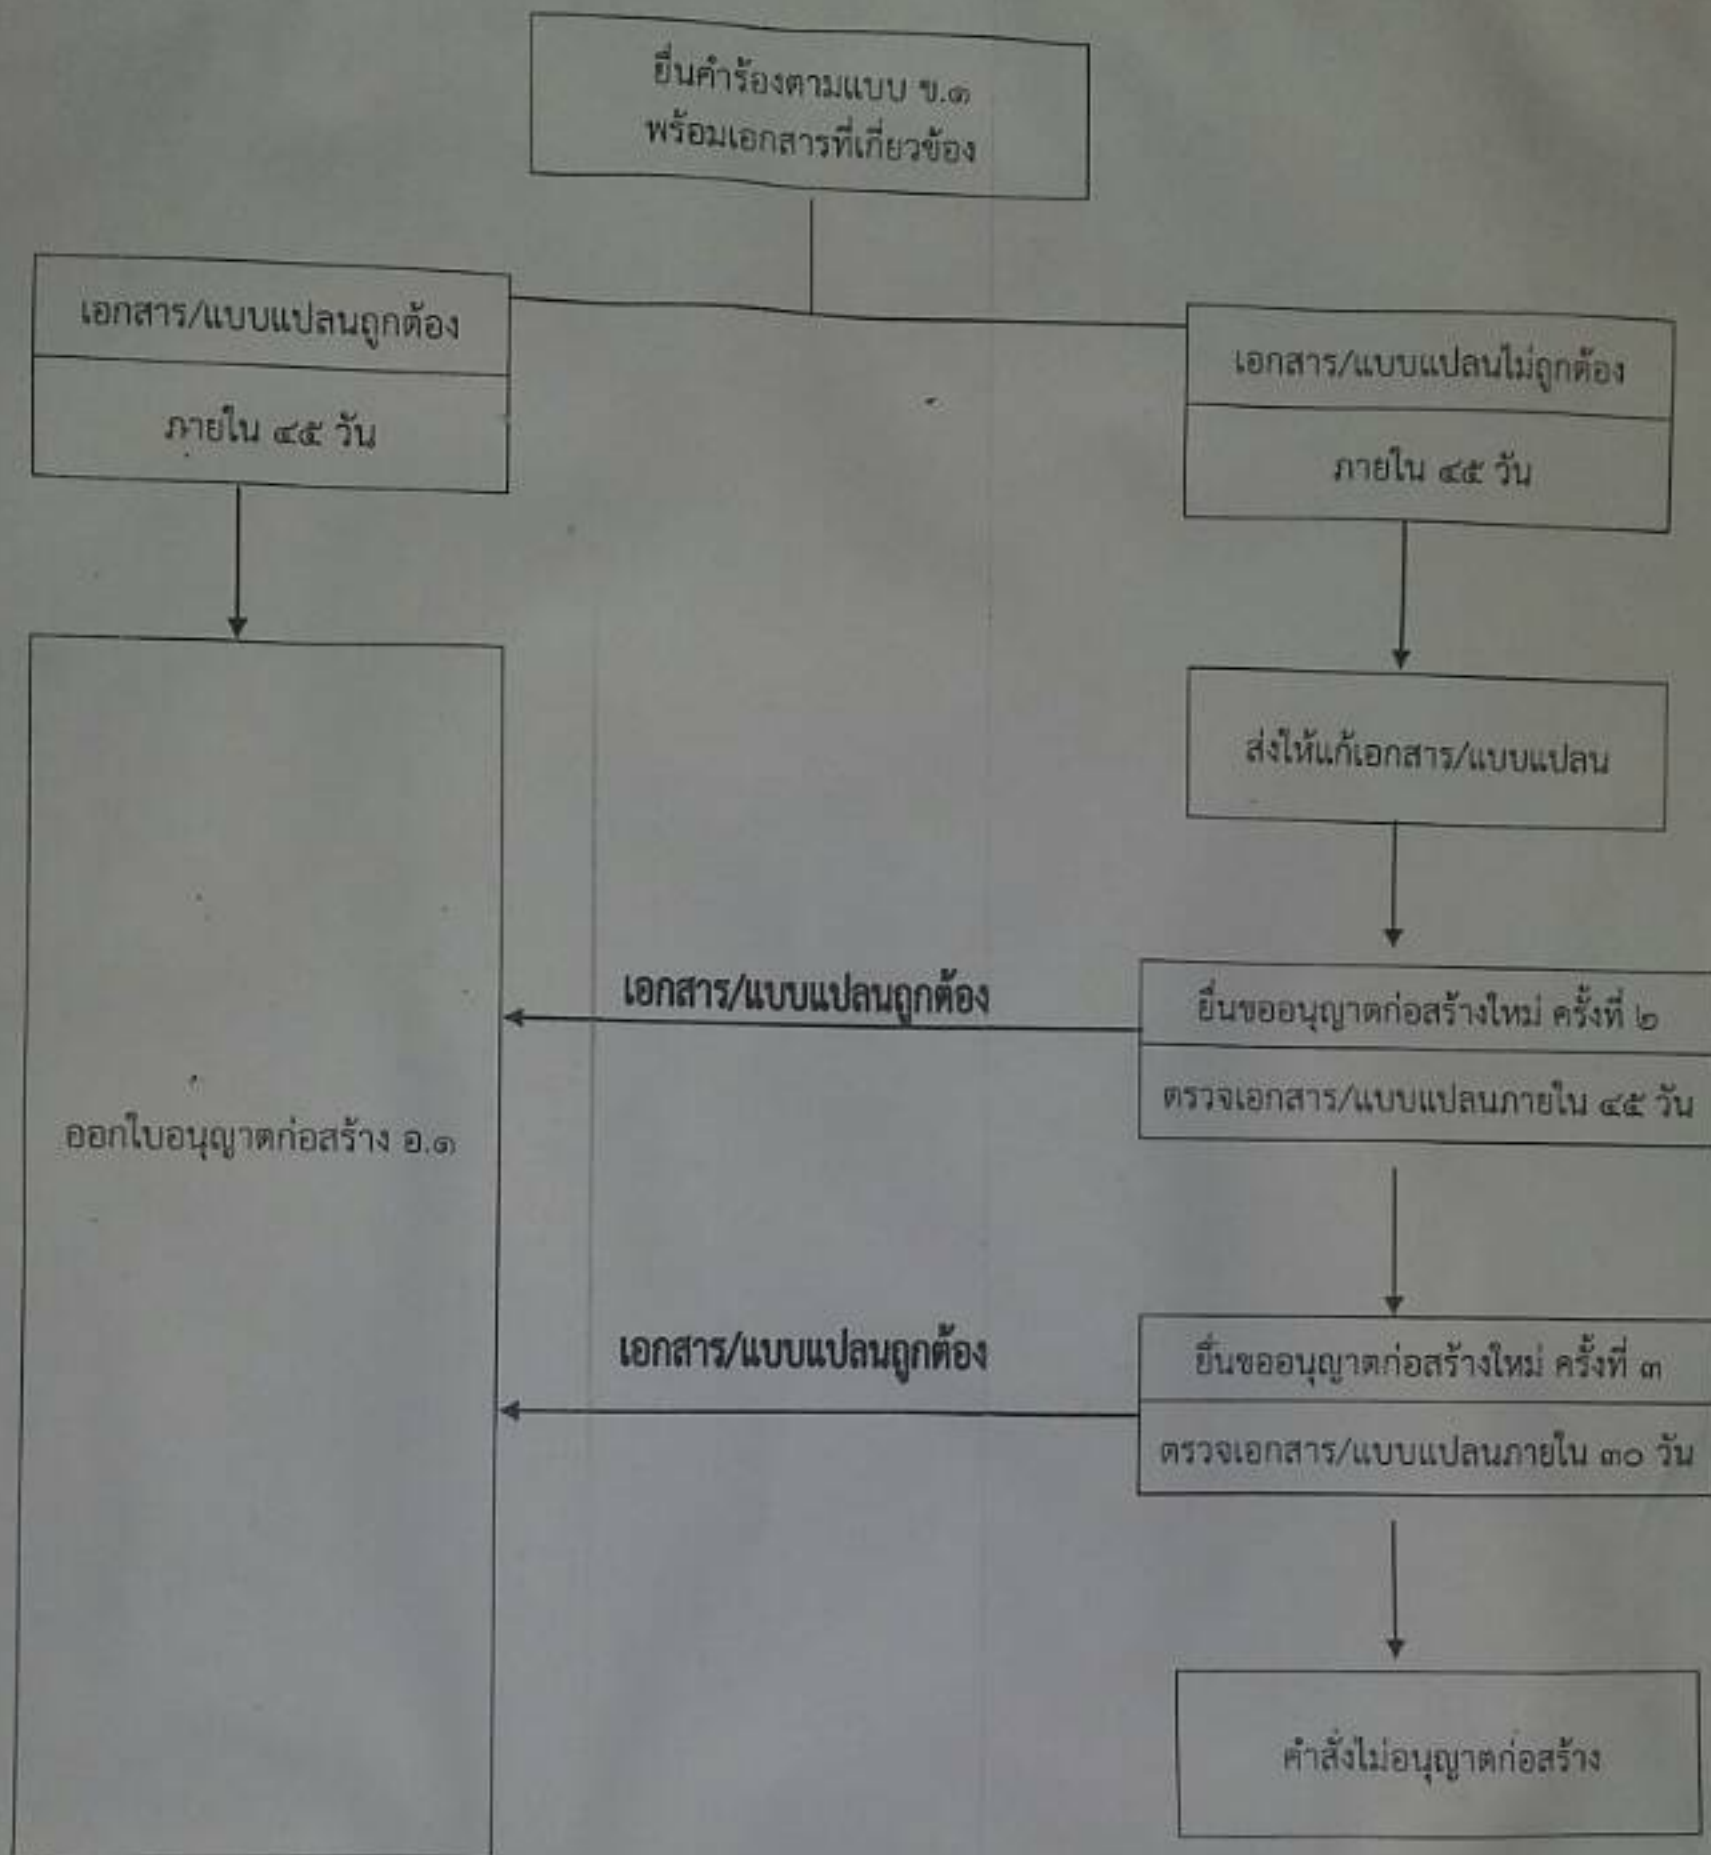 ยื่นคำร้องตามแบบ ข.๑
พร้อมเอกสารที่เกี่ยวข้อง
เอกสาร/แบบแปลนถูกต้อง
ภายใน ๔๕ วัน
เอกสาร/แบบแปลนไม่ถูกต้อง
ภายใน ๔๕ วัน
ส่งให้แก้เอกสาร/แบบแปลน
เอกสาร/แบบแปลนถูกต้อง
ยื่นขออนุญาตก่อสร้างใหม่ ครั้งที่ ๒
ตรวจเอกสาร/แบบแปลนภายใน ๔๕ วัน
ออกใบอนุญาตก่อสร้าง อ.๑
เอกสาร/แบบแปลนถูกต้อง
ยื่นขออนุญาตก่อสร้างใหม่ ครั้งที่ ๓
ตรวจเอกสาร/แบบแปลนภายใน ๓๐ วัน
คำสั่งไม่อนุญาตก่อสร้าง